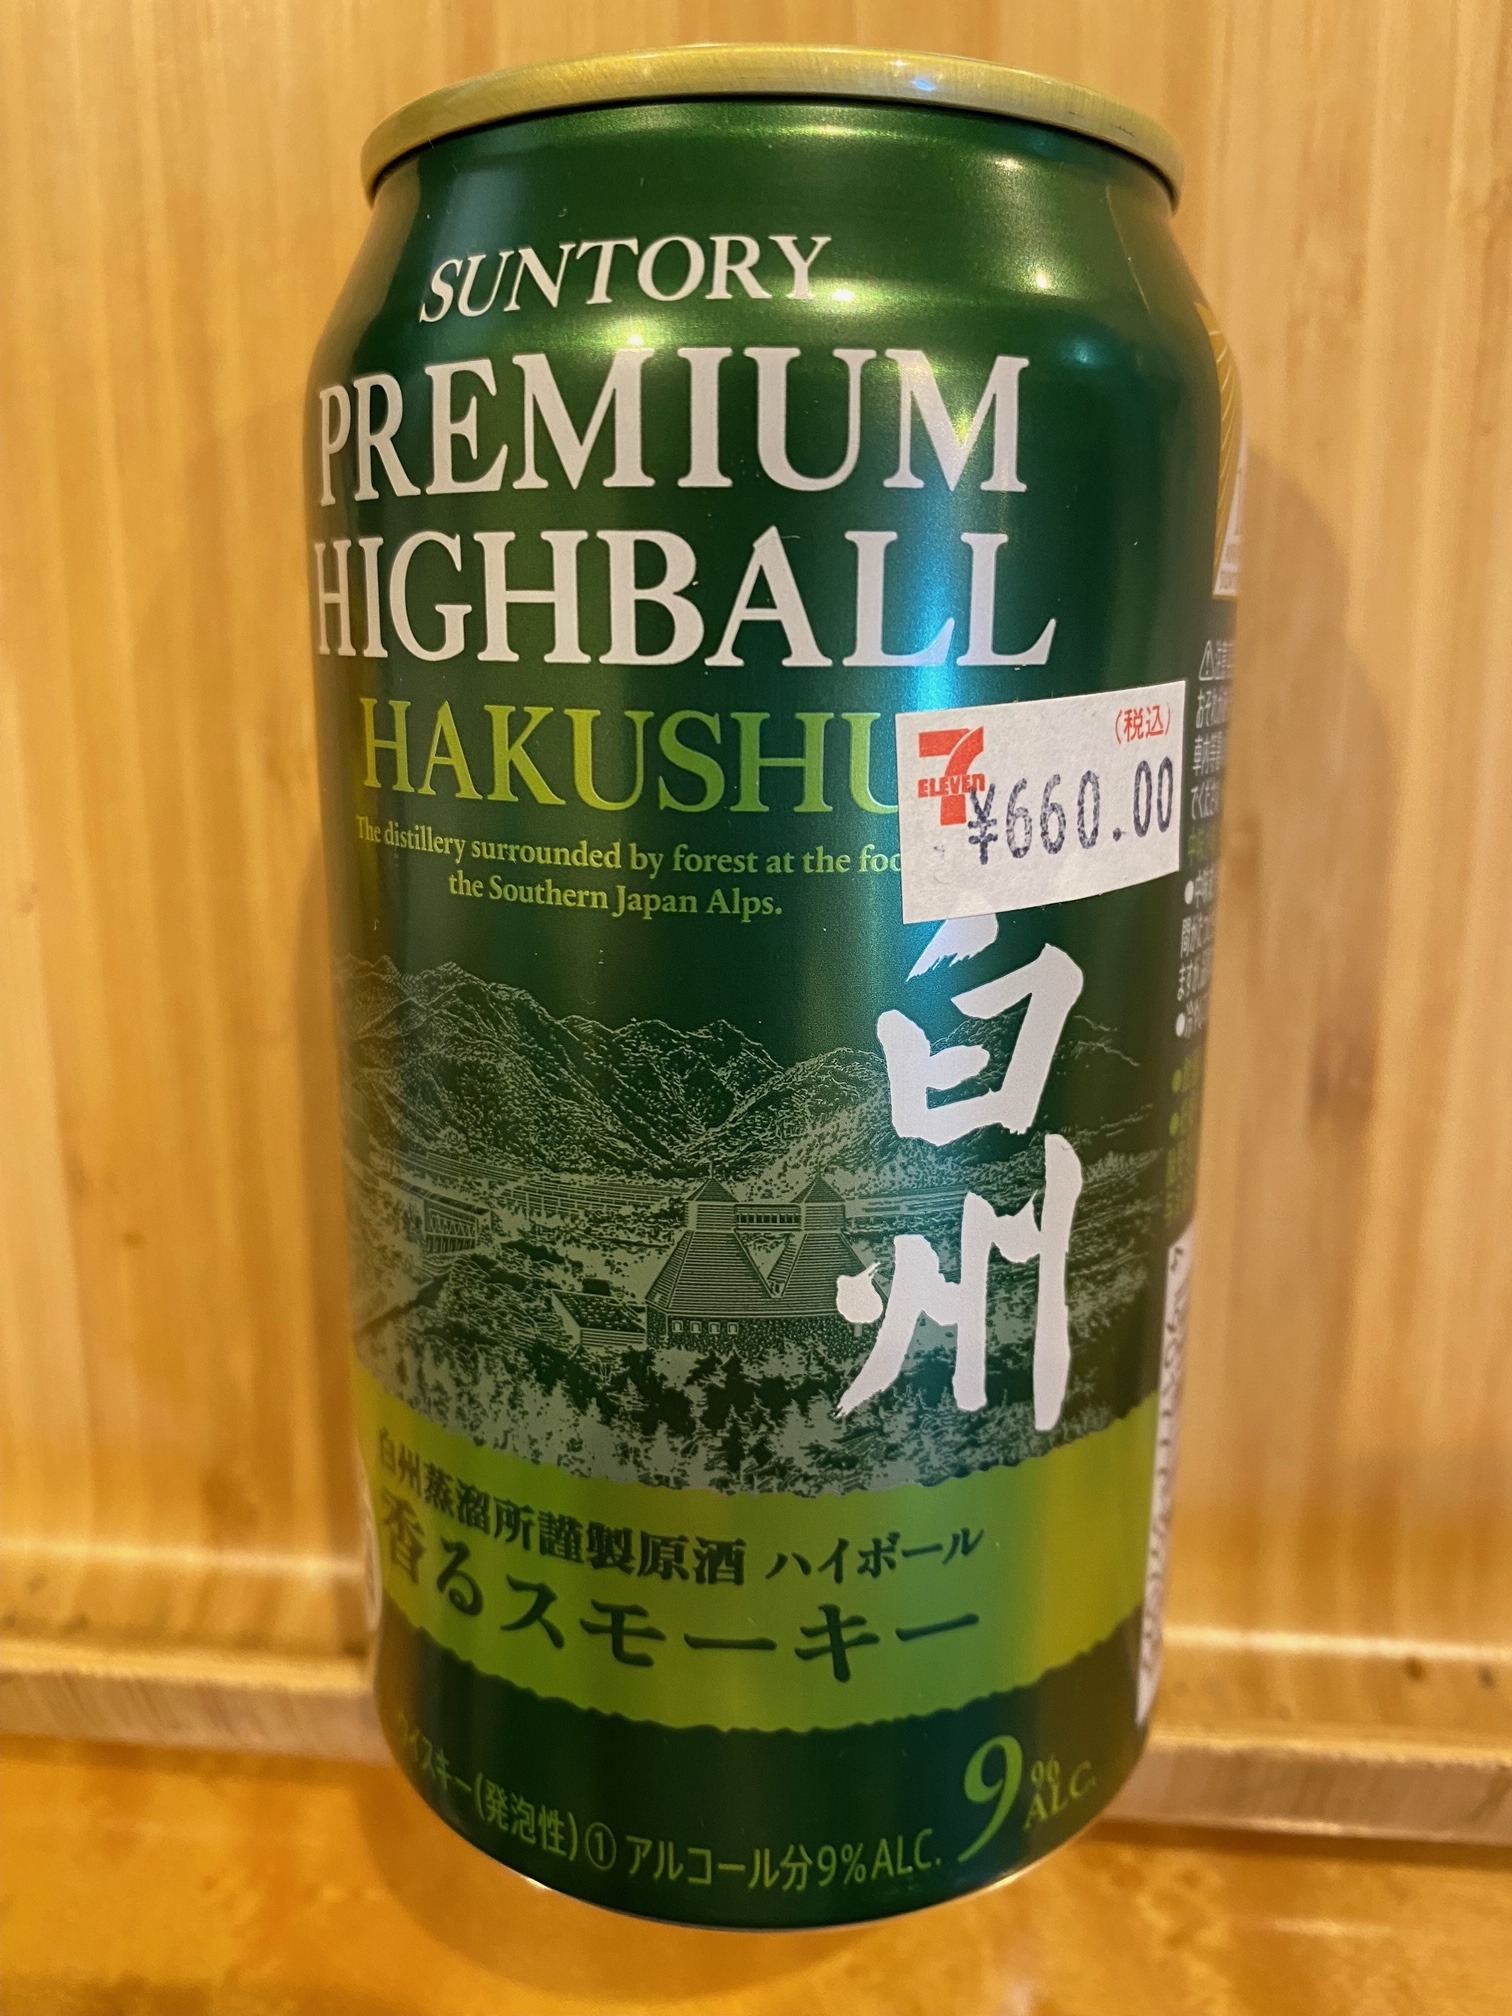 SUNTORY
PREMIUM
HIGHBALL
HAKUSHU
The distillery surrounded by forest at the foo
the Southern Japan Alps.
7
ELEVEn
(税込)
¥660.00
白州
白州蒸溜所謹製原酒 ハイボール
香るスモーキー
ウイスキー(発泡性)① アルコール分9%ALC.
9%
ALC.